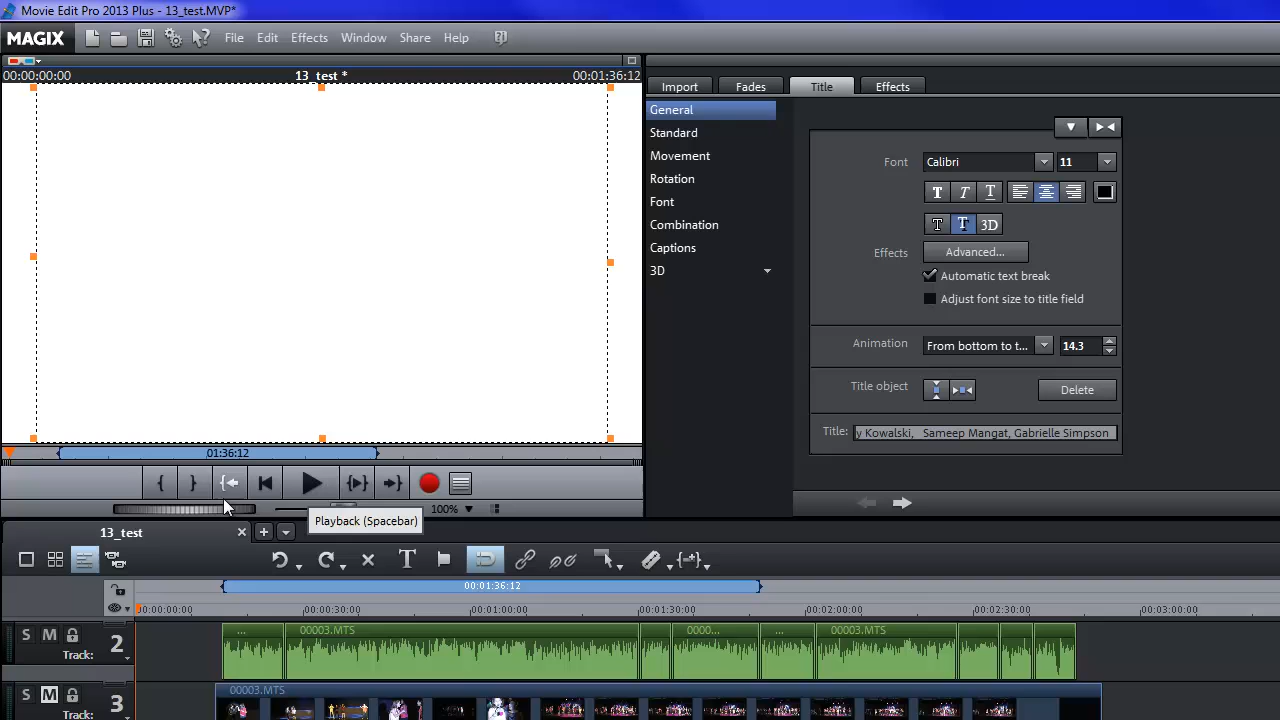 Movie Edit Pro 2013 Plus - 13_test.MVP*
MAGIX File Edit Effects Window Share Help
00:00:00:00 13_test * 00:01:36:12
Import Fades Title Effects
General
Standard
Movement
Rotation
Font
Combination
Captions
3D
Font Calibri 11
T T T
T T 3D
Effects Advanced...
Automatic text break
Adjust font size to title field
Animation From bottom to t... 14.3
Title object Delete
Title: y Kowalski, Sameep Mangat, Gabrielle Simpson
01:36:12
100%
Playback (Spacebar)
13_test
T
00:01:36:12
00:00:00:00 00:00:30:00 00:01:00:00 00:01:30:00 00:02:00:00 00:02:30:00 00:03:00:00
S M 2 ... 00003.MTS 0000... ... 00003.MTS
Track:
S M 3 00003.MTS
Track: